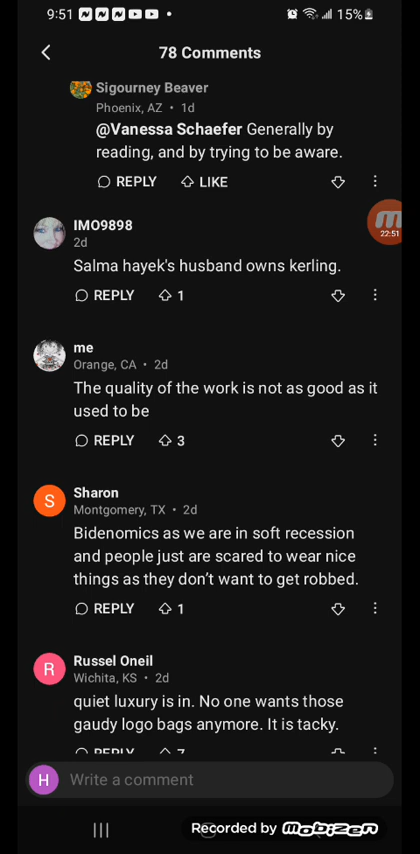 9:51
15%
78 Comments
Sigourney Beaver
Phoenix, AZ • 1d
@Vanessa Schaefer Generally by
reading, and by trying to be aware.
REPLY LIKE
IMO9898
2d
22:51
Salma hayek's husband owns kerling.
REPLY 1
me
Orange, CA • 2d
The quality of the work is not as good as it
used to be
REPLY 3
S
Sharon
Montgomery, TX • 2d
Bidenomics as we are in soft recession
and people just are scared to wear nice
things as they don’t want to get robbed.
REPLY 1
R
Russel Oneil
Wichita, KS • 2d
quiet luxury is in. No one wants those
gaudy logo bags anymore. It is tacky.
REPLY 7
H Write a comment
Recorded by mobizen